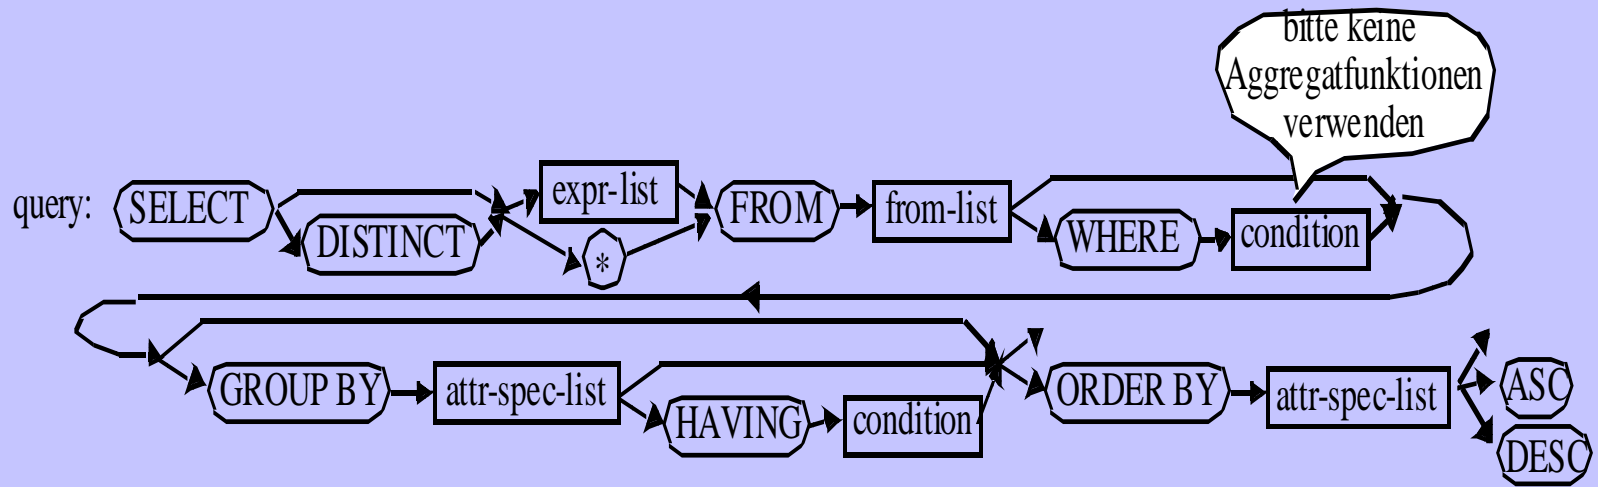 bitte keine
Aggregatfunktionen
verwenden
query: SELECT DISTINCT expr-list * FROM from-list WHERE condition
GROUP BY attr-spec-list HAVING condition ORDER BY attr-spec-list ASC
DESC